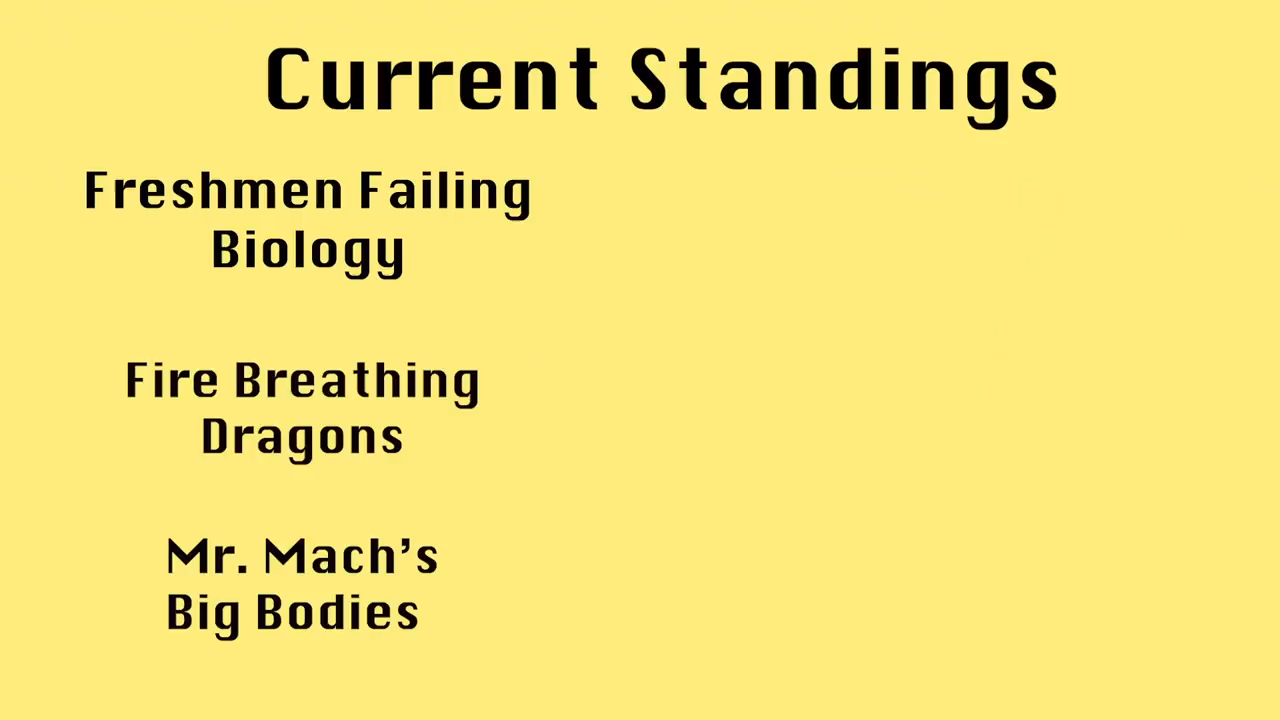 Current Standings
Freshmen Failing
Biology
Fire Breathing
Dragons
Mr. Mach's
Big Bodies